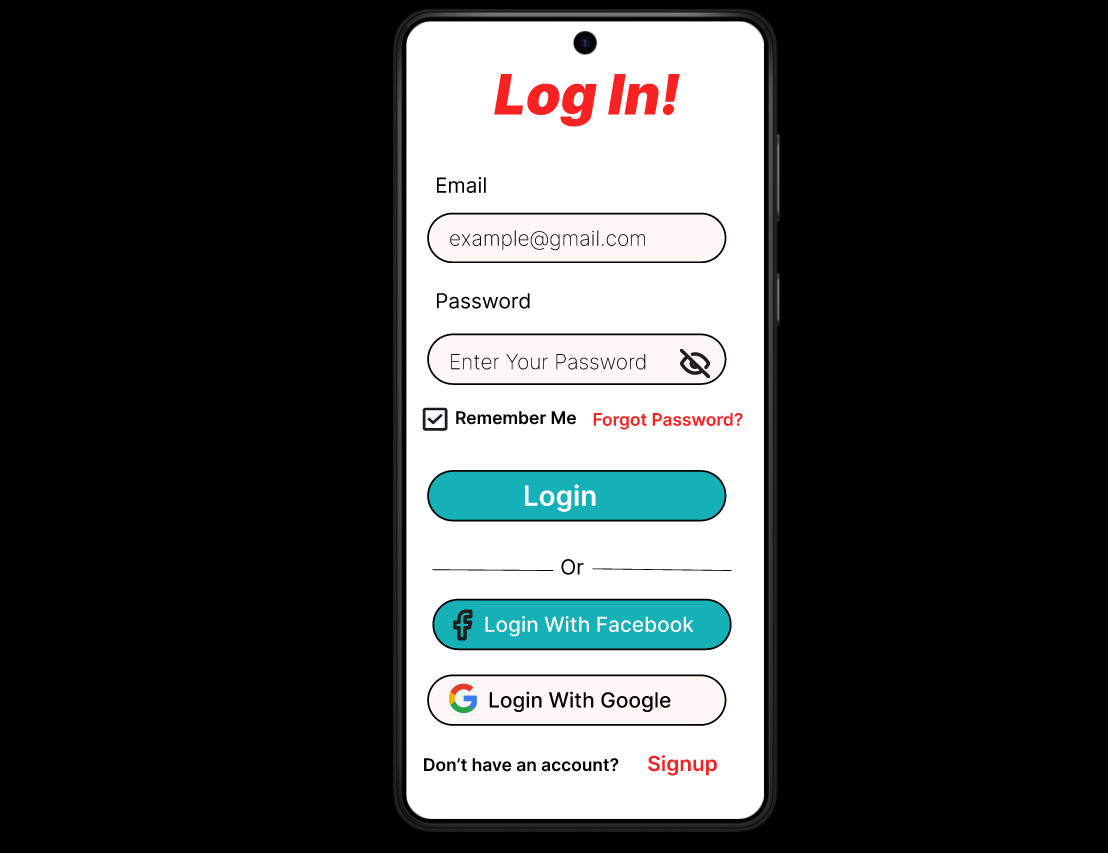 Log In!
Email
example@gmail.com
Password
Enter Your Password
Remember Me Forgot Password?
Login
Or
Login With Facebook
Login With Google
Don’t have an account? Signup